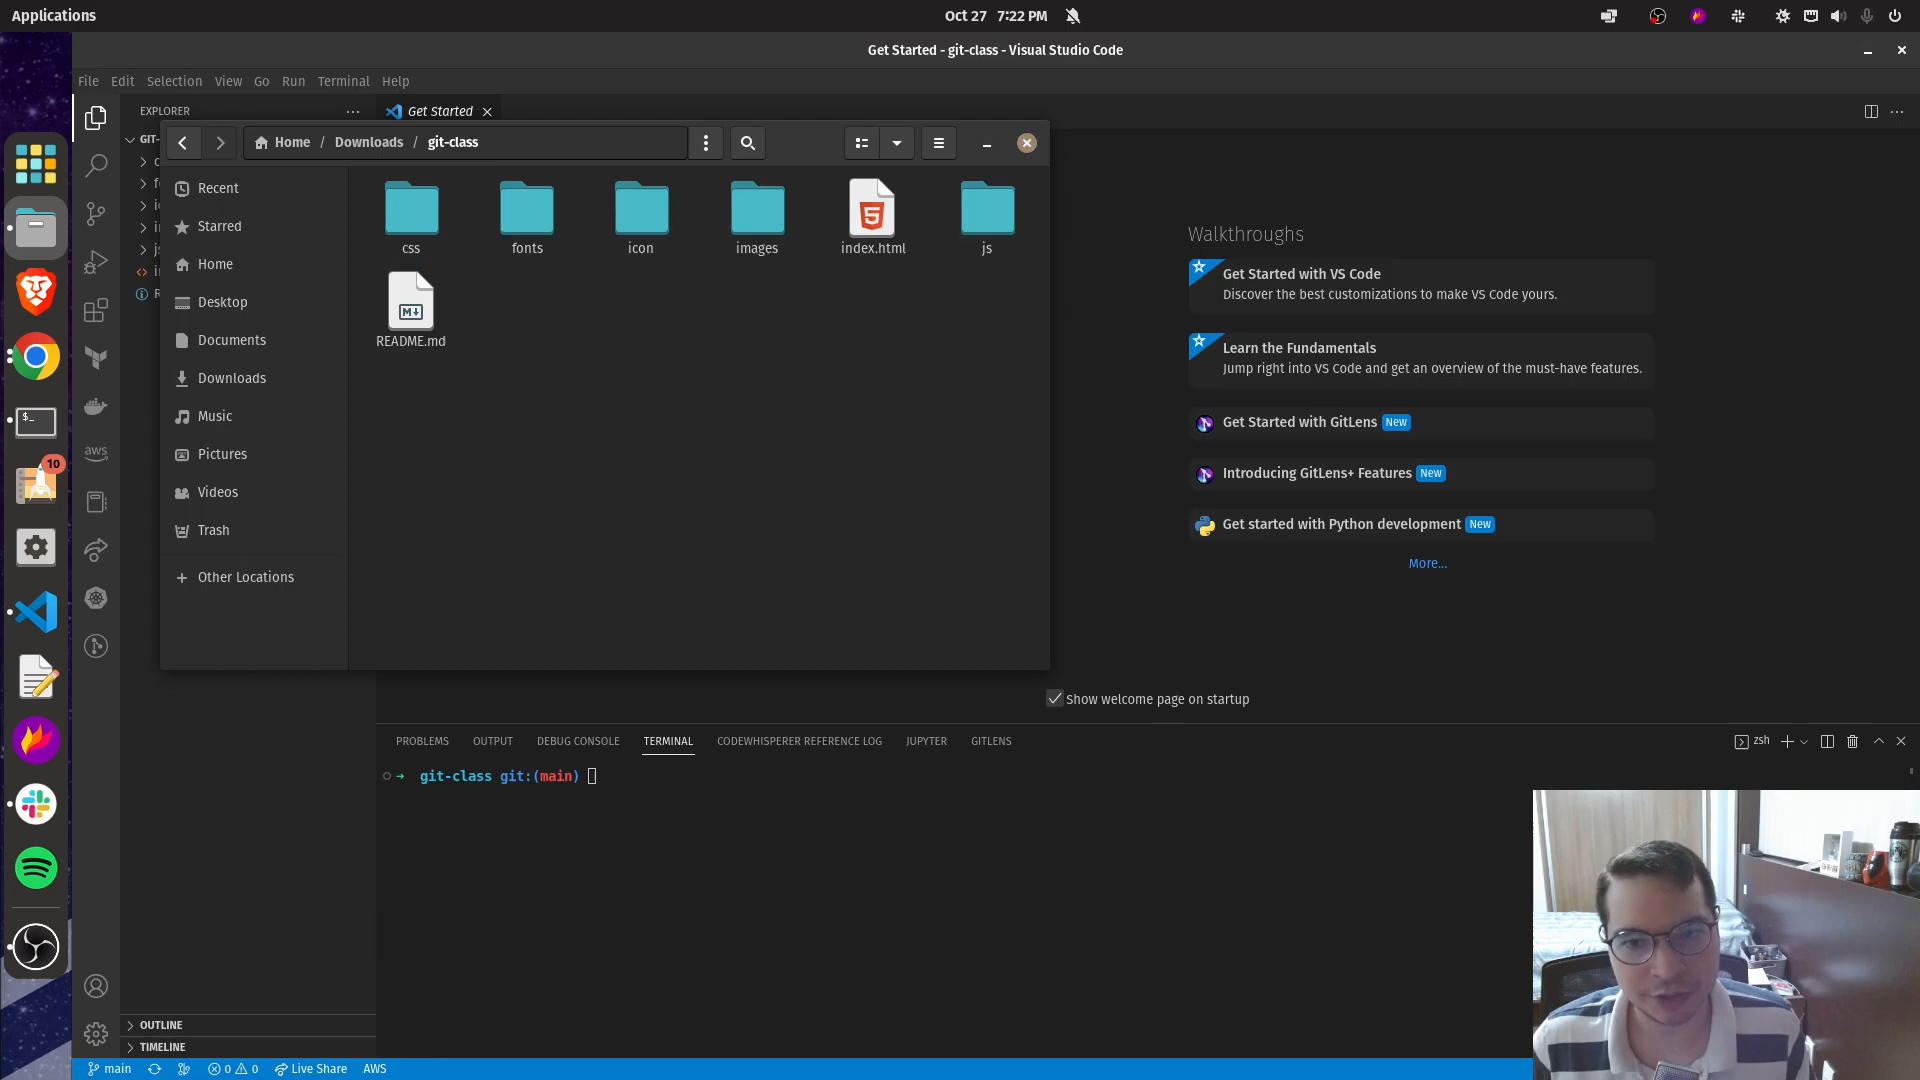 Applications
Oct 27 7:22 PM
Get Started - git-class - Visual Studio Code
File Edit Selection View Go Run Terminal Help
EXPLORER
Get Started
GIT-
Home / Downloads / git-class
Recent
Starred
Home
Desktop
Documents
Downloads
Music
Pictures
Videos
Trash
Other Locations
css
fonts
icon
images
index.html
js
README.md
Walkthroughs
Get Started with VS Code
Discover the best customizations to make VS Code yours.
Learn the Fundamentals
Jump right into VS Code and get an overview of the must-have features.
Get Started with GitLens New
Introducing GitLens+ Features New
Get started with Python development New
More...
Show welcome page on startup
10
aws
PROBLEMS OUTPUT DEBUG CONSOLE TERMINAL CODEWHISPERER REFERENCE LOG JUPYTER GITLENS
zsh
git-class git:(main)
OUTLINE
TIMELINE
main 0 0 Live Share AWS